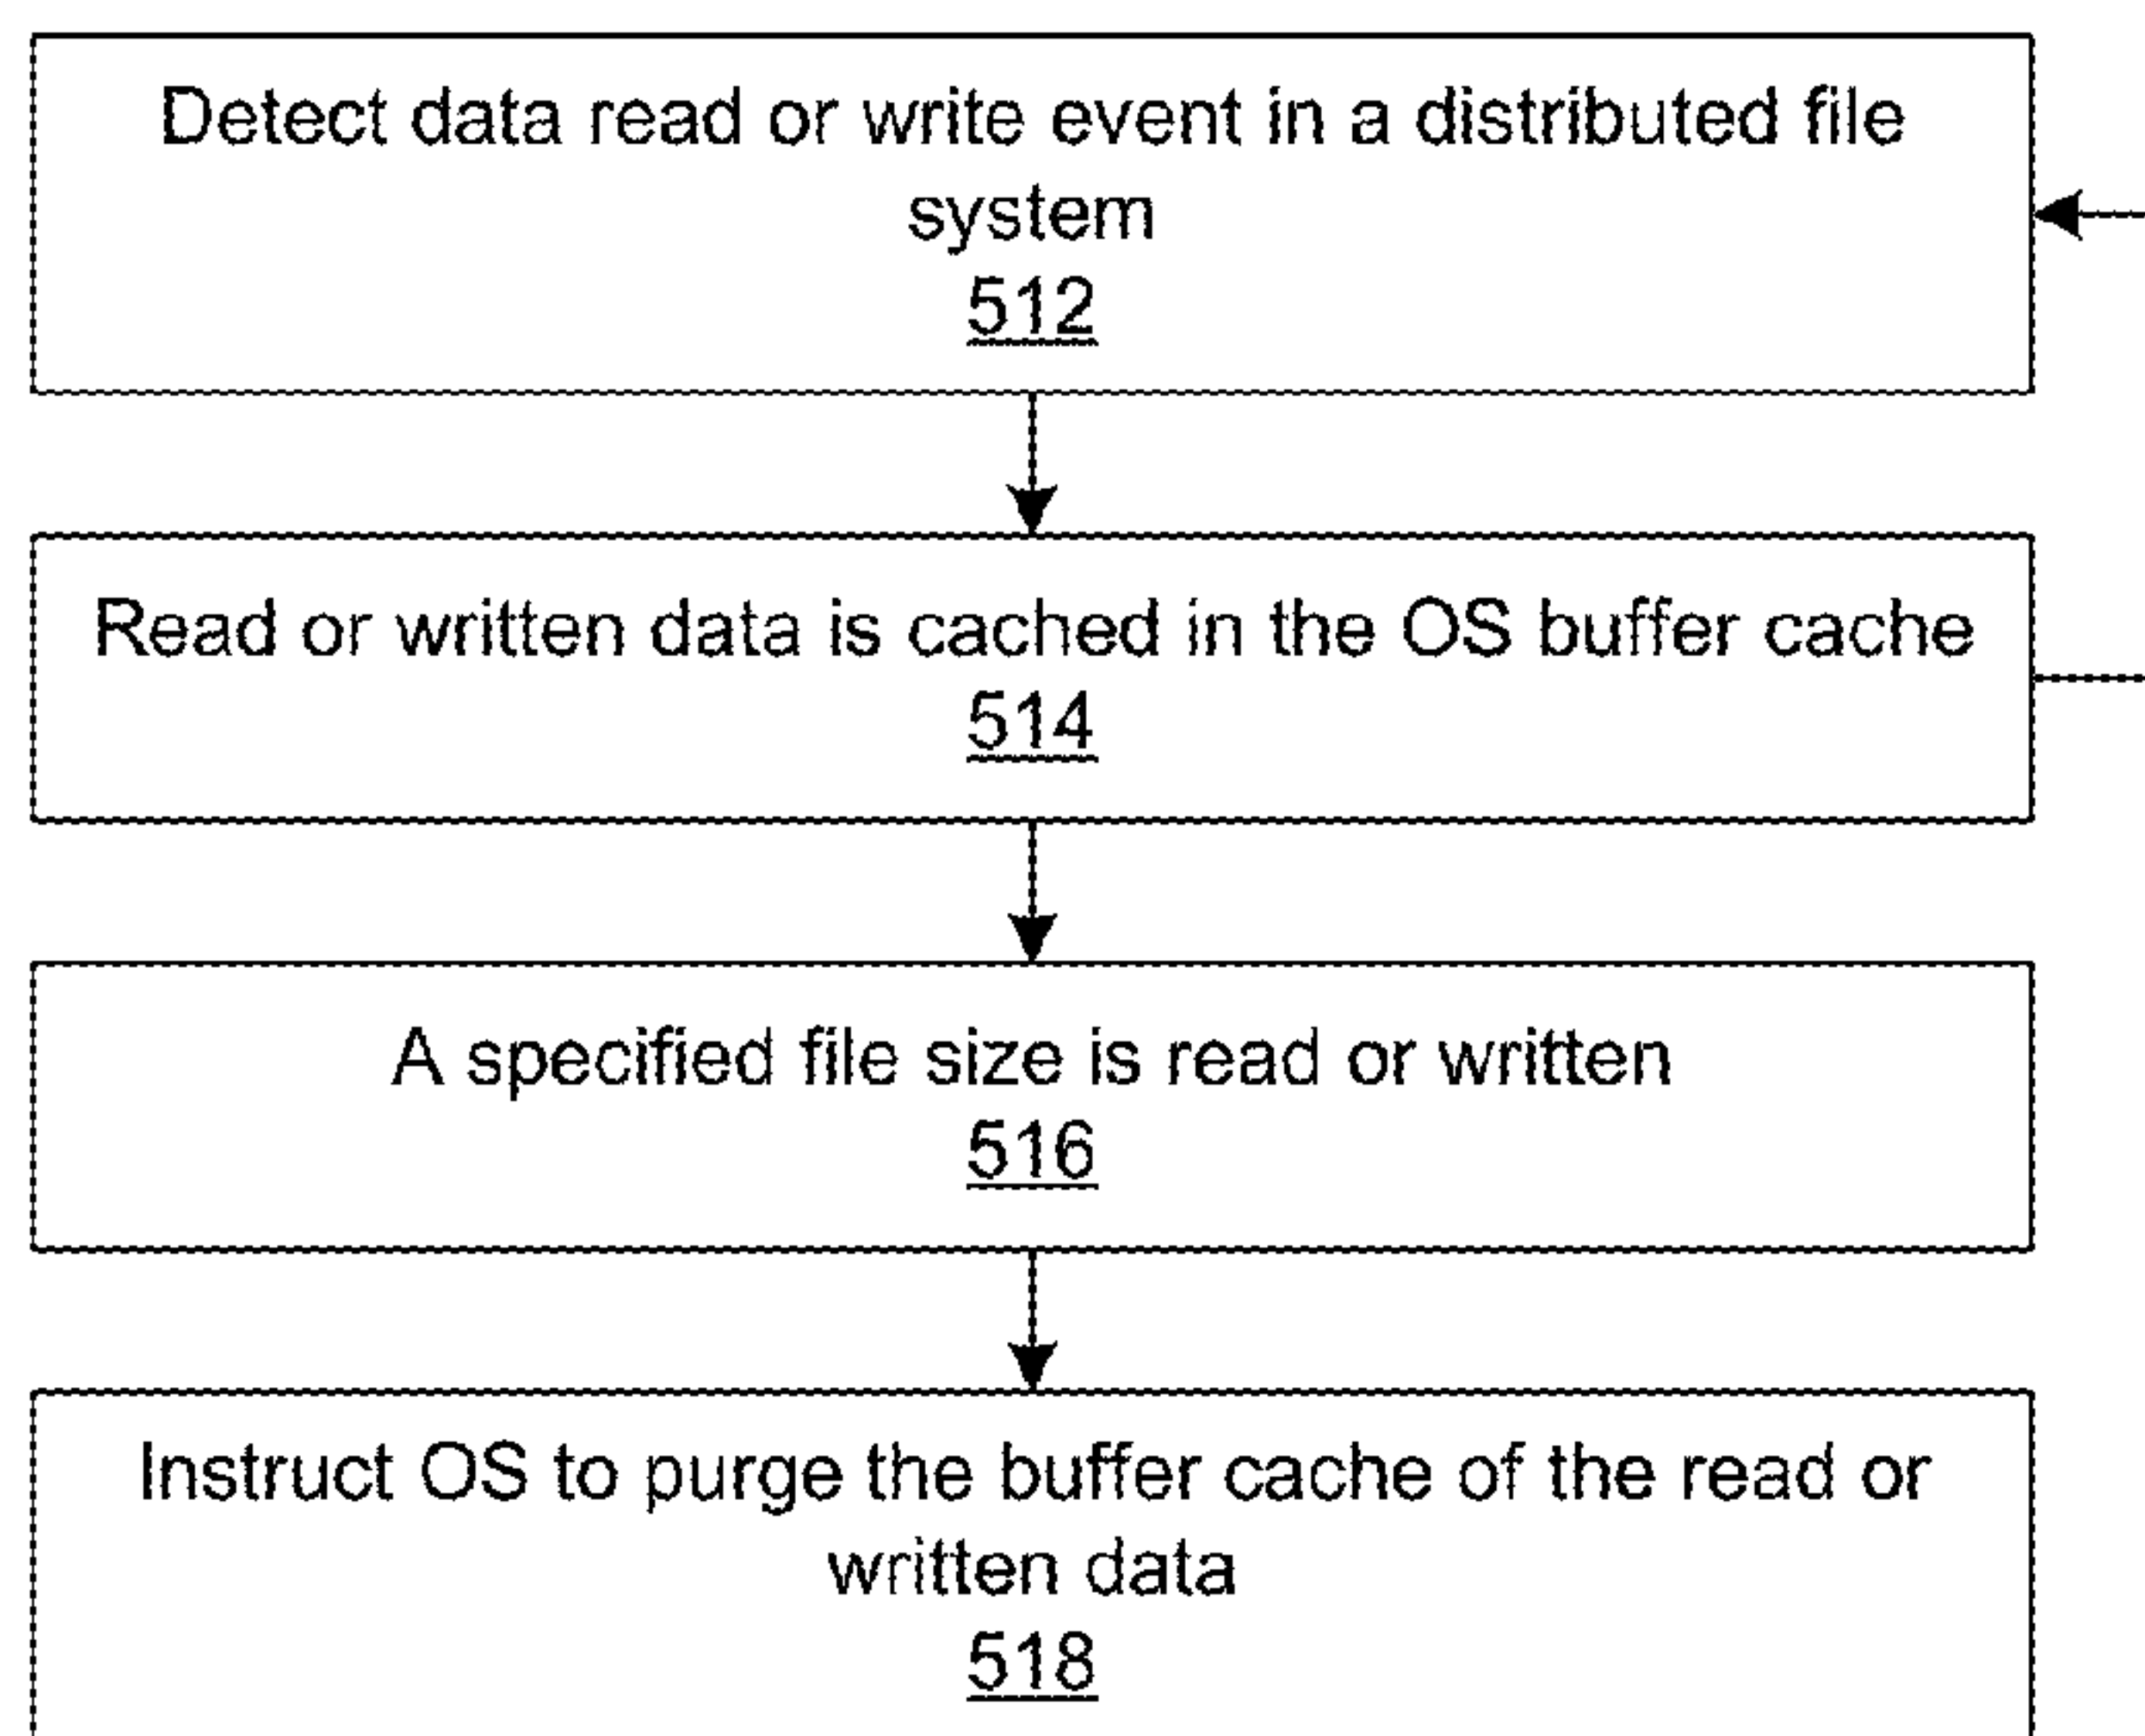 Detect data read or write event in a distributed file
system
512
Read or written data is cached in the OS buffer cache
514
A specified file size is read or written
516
Instruct OS to purge the buffer cache of the read or
written data
518